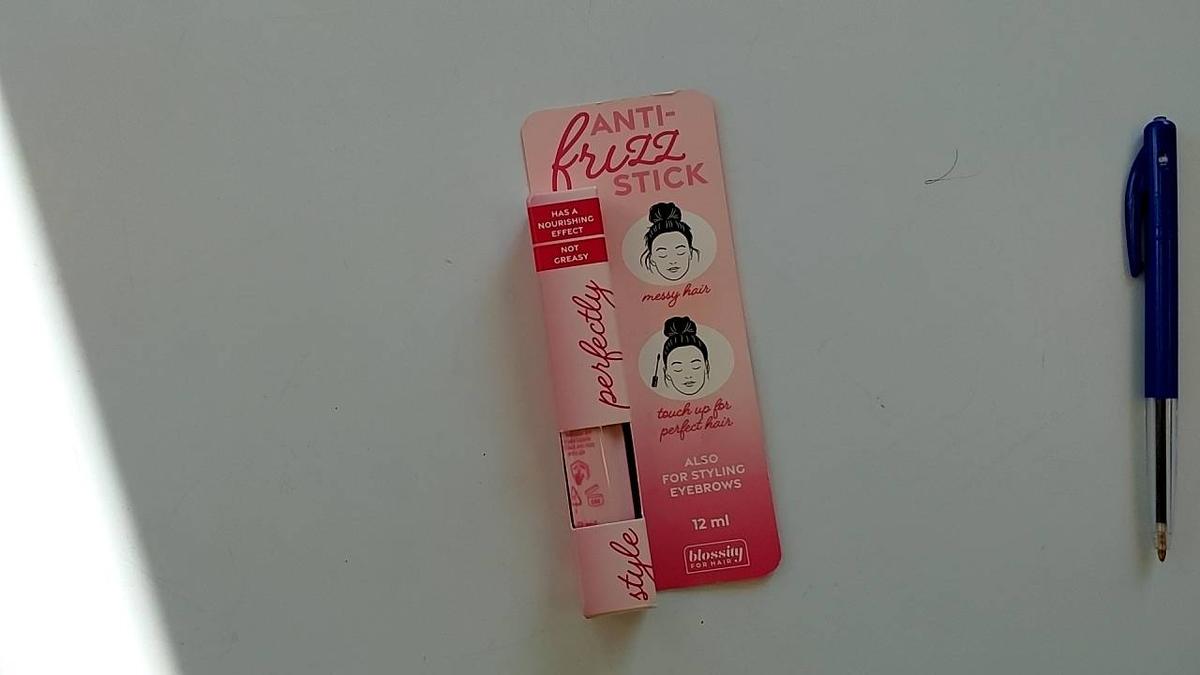 ANTI-
frizz
STICK
HAS A
NOURISHING
EFFECT
NOT
GREASY
perfectly
style
messy hair
touch up for
perfect hair
ALSO
FOR STYLING
EYEBROWS
12 ml
blossity
FOR HAIR